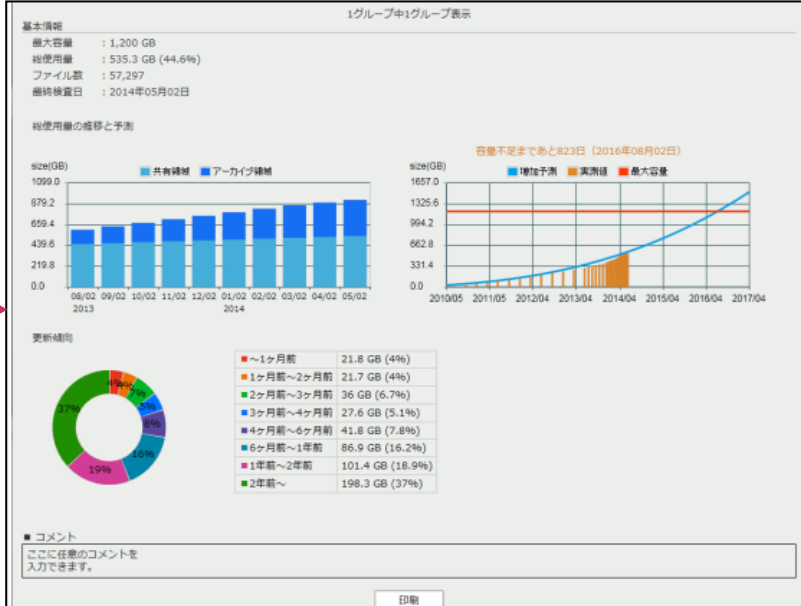 1グループ中1グループ表示
基本情報
最大容量 : 1,200 GB
総使用量 : 535.3 GB (44.6%)
ファイル数 : 57,297
最終検査日 : 2014年05月02日
総使用量の推移と予測
size(GB)
共有領域 アーカイブ領域
1099.0
879.2
659.4
439.6
219.8
0.0
08/02 09/02 10/02 11/02 12/02 01/02 02/02 03/02 04/02 05/02
2013 2014
容量不足まであと823日（2016年08月02日）
size(GB)
増加予測 実測値 最大容量
1657.0
1325.6
994.2
662.8
331.4
0.0
2010/05 2011/05 2012/04 2013/04 2014/04 2015/04 2016/04 2017/04
更新傾向
4%
4%
7%
5%
8%
16%
19%
37%
～1ヶ月前 21.8 GB (4%)
1ヶ月前～2ヶ月前 21.7 GB (4%)
2ヶ月前～3ヶ月前 36 GB (6.7%)
3ヶ月前～4ヶ月前 27.6 GB (5.1%)
4ヶ月前～6ヶ月前 41.8 GB (7.8%)
6ヶ月前～1年前 86.9 GB (16.2%)
1年前～2年前 101.4 GB (18.9%)
2年前～ 198.3 GB (37%)
■ コメント
ここに任意のコメントを
入力できます。
印刷